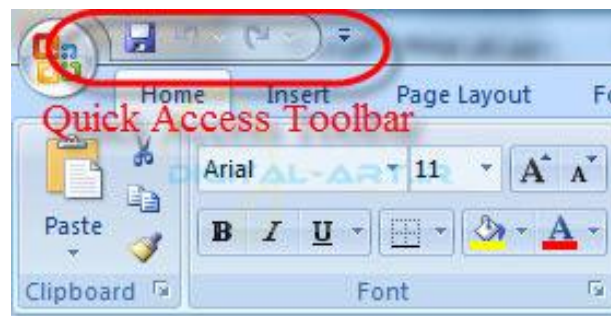 Home Insert Page Layout F
Quick Access Toolbar
Arial 11 A A
Paste B I U A
Clipboard Font